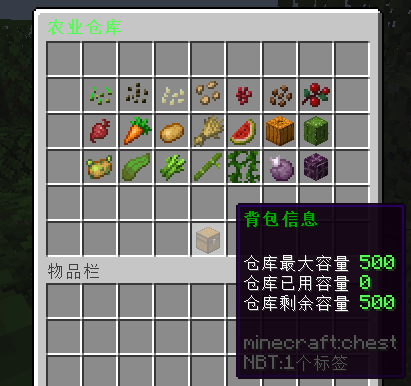 农业仓库
背包信息
仓库最大容量 500
仓库已用容量 0
仓库剩余容量 500
物品栏
minecraft:chest
NBT:1个标签